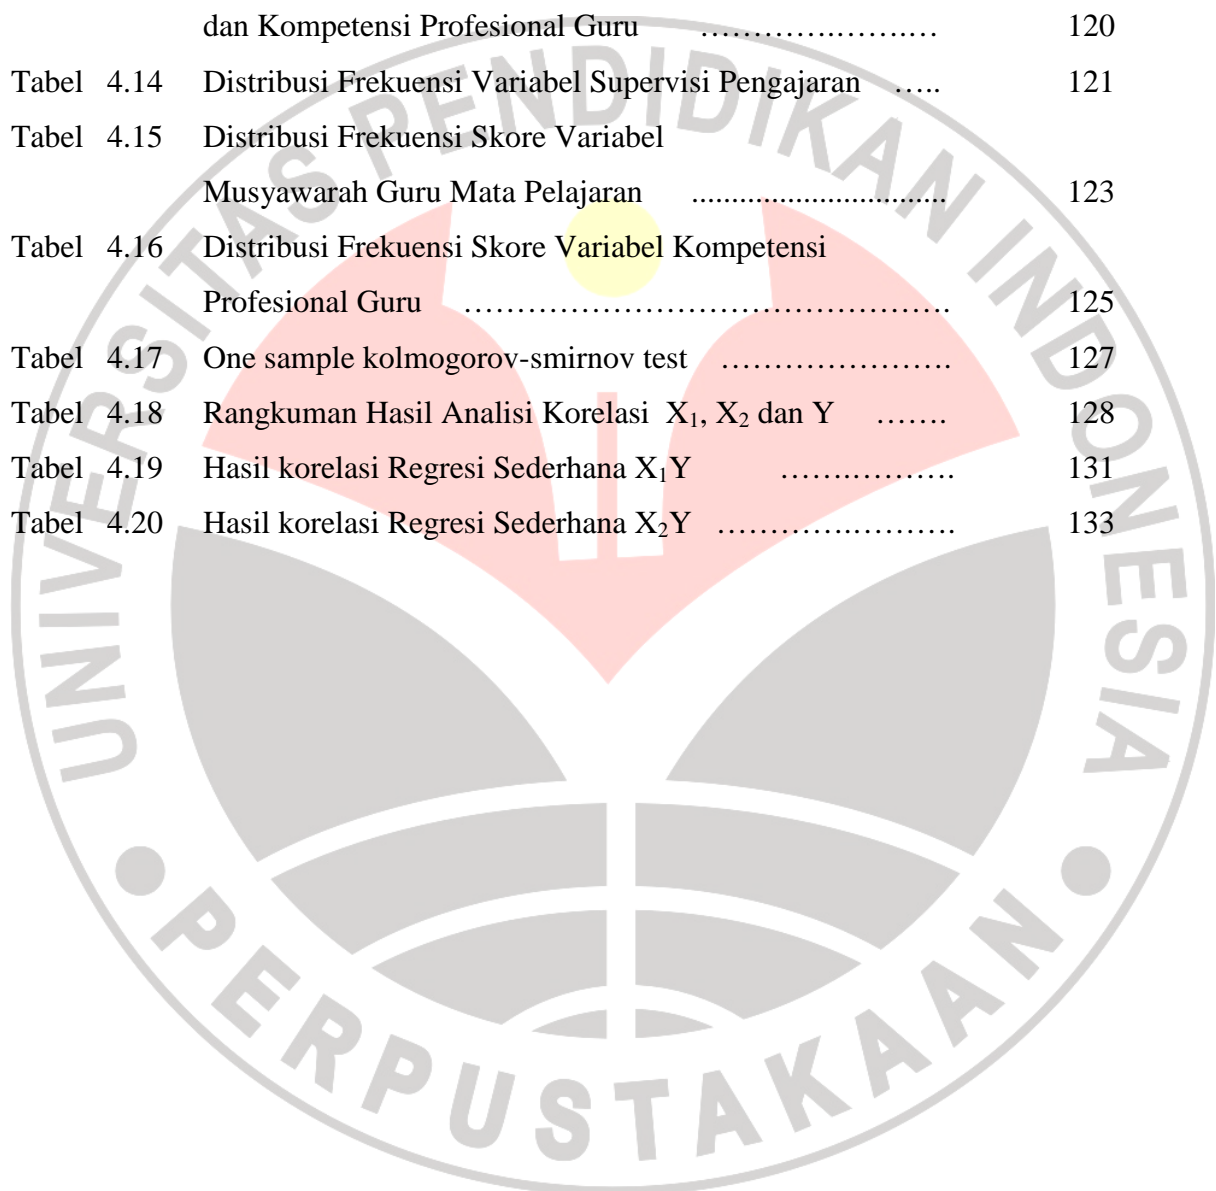 dan Kompetensi Profesional Guru ………….…….… 120
Tabel 4.14 Distribusi Frekuensi Variabel Supervisi Pengajaran ….. 121
Tabel 4.15 Distribusi Frekuensi Skore Variabel
Musyawarah Guru Mata Pelajaran ................................ 123
Tabel 4.16 Distribusi Frekuensi Skore Variabel Kompetensi
Profesional Guru ……………………………………. 125
Tabel 4.17 One sample kolmogorov-smirnov test …………………. 127
Tabel 4.18 Rangkuman Hasil Analisi Korelasi X₁, X₂ dan Y ……. 128
Tabel 4.19 Hasil korelasi Regresi Sederhana X₁Y …….………. 131
Tabel 4.20 Hasil korelasi Regresi Sederhana X₂Y ………….………. 133
UNIVERSITAS PENDIDIKAN INDONESIA
PERPUSTAKAAN